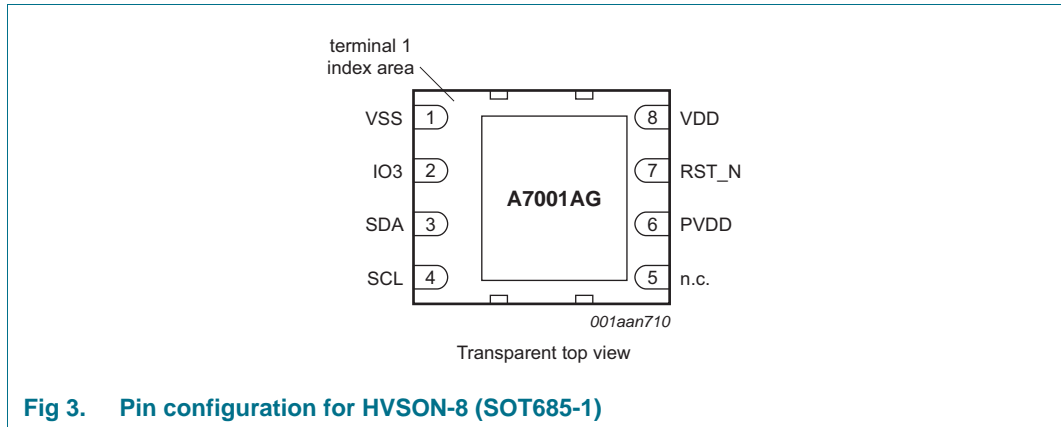 terminal 1
index area
VSS 1
8 VDD
IO3 2
7 RST_N
A7001AG
SDA 3
6 PVDD
SCL 4
5 n.c.
001aan710
Transparent top view
Fig 3. Pin configuration for HVSON-8 (SOT685-1)